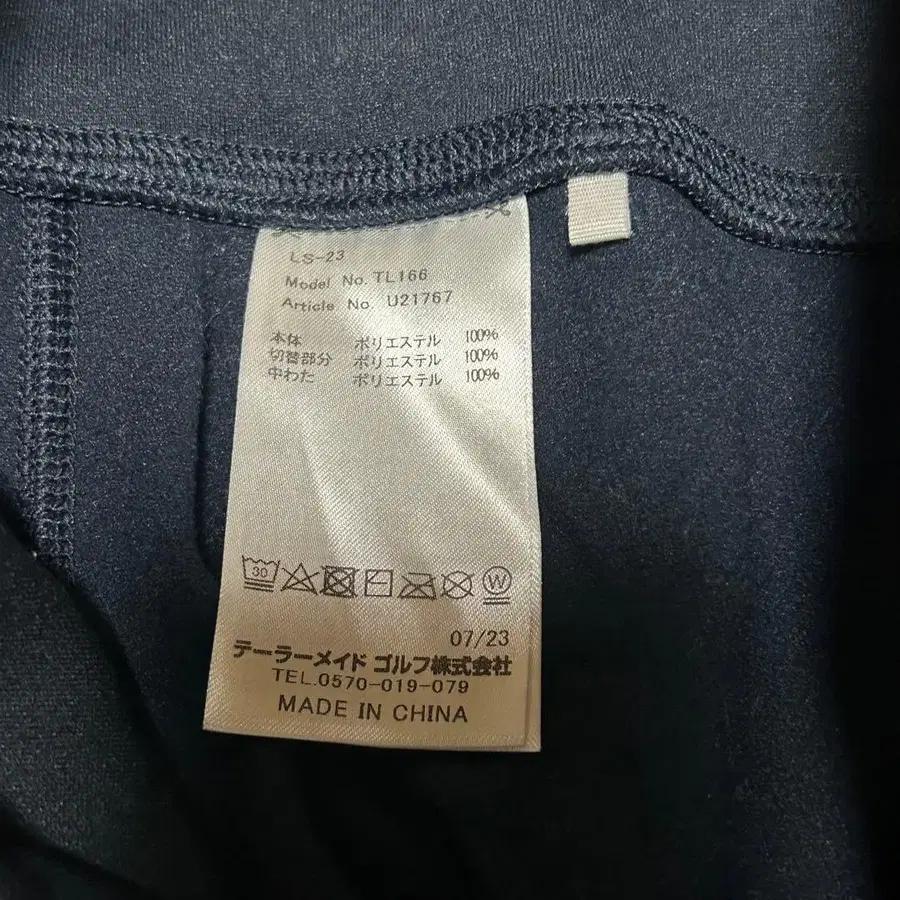 LS-23
Model No. TL166
Article No. U21767
本体 ポリエステル 100%
切替部分 ポリエステル 100%
中わた ポリエステル 100%
30
W
07/23
テーラーメイド ゴルフ株式会社
TEL.0570-019-079
MADE IN CHINA